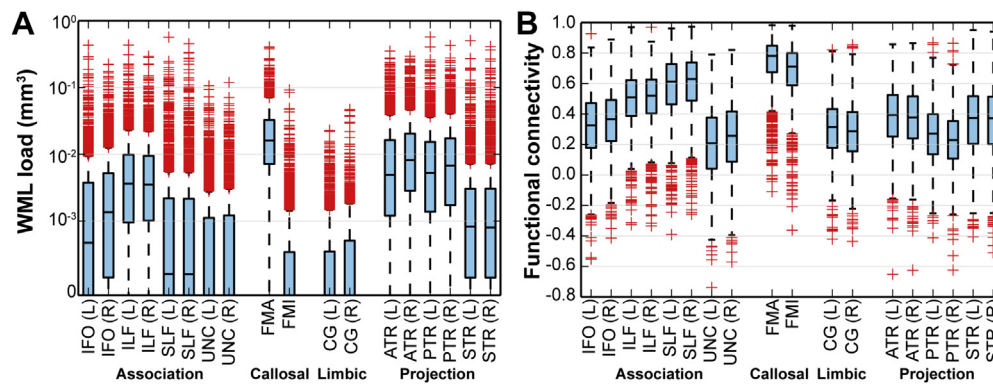 A
WML load (mm³)
10⁰
10⁻¹
10⁻²
10⁻³
0
IFO (L)
IFO (R)
ILF (L)
ILF (R)
SLF (L)
SLF (R)
UNC (L)
UNC (R)
FMA
FMI
CG (L)
CG (R)
ATR (L)
ATR (R)
PTR (L)
PTR (R)
STR (L)
STR (R)
Association Callosal Limbic Projection
B
Functional connectivity
1.0
0.8
0.6
0.4
0.2
0.0
-0.2
-0.4
-0.6
-0.8
IFO (L)
IFO (R)
ILF (L)
ILF (R)
SLF (L)
SLF (R)
UNC (L)
UNC (R)
FMA
FMI
CG (L)
CG (R)
ATR (L)
ATR (R)
PTR (L)
PTR (R)
STR (L)
STR (R)
Association Callosal Limbic Projection